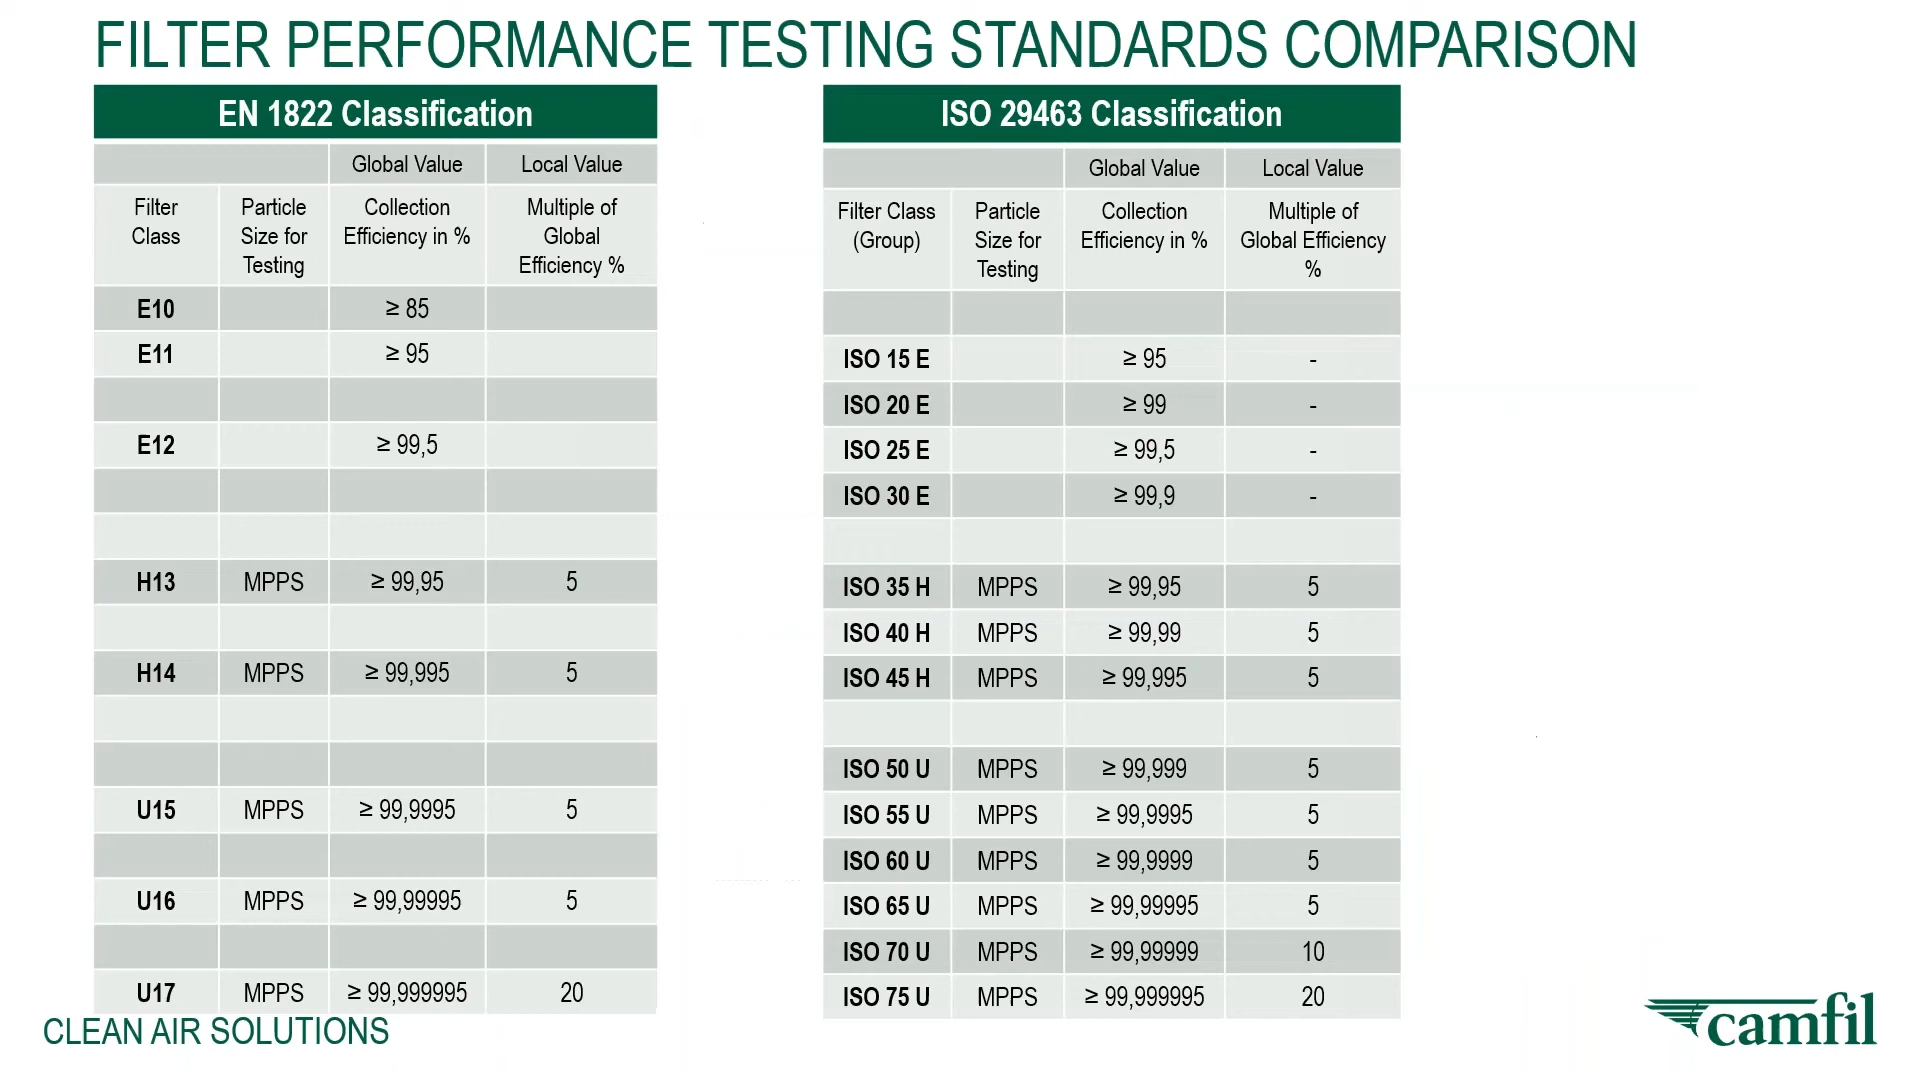 FILTER PERFORMANCE TESTING STANDARDS COMPARISON
EN 1822 Classification
Global Value Local Value
Filter Class Particle Size for Testing Collection Efficiency in % Multiple of Global Efficiency %
E10 ≥ 85
E11 ≥ 95
E12 ≥ 99,5
H13 MPPS ≥ 99,95 5
H14 MPPS ≥ 99,995 5
U15 MPPS ≥ 99,9995 5
U16 MPPS ≥ 99,99995 5
U17 MPPS ≥ 99,999995 20
ISO 29463 Classification
Global Value Local Value
Filter Class (Group) Particle Size for Testing Collection Efficiency in % Multiple of Global Efficiency %
ISO 15 E ≥ 95 -
ISO 20 E ≥ 99 -
ISO 25 E ≥ 99,5 -
ISO 30 E ≥ 99,9 -
ISO 35 H MPPS ≥ 99,95 5
ISO 40 H MPPS ≥ 99,99 5
ISO 45 H MPPS ≥ 99,995 5
ISO 50 U MPPS ≥ 99,999 5
ISO 55 U MPPS ≥ 99,9995 5
ISO 60 U MPPS ≥ 99,9999 5
ISO 65 U MPPS ≥ 99,99995 5
ISO 70 U MPPS ≥ 99,99999 10
ISO 75 U MPPS ≥ 99,999995 20
CLEAN AIR SOLUTIONS
camfil